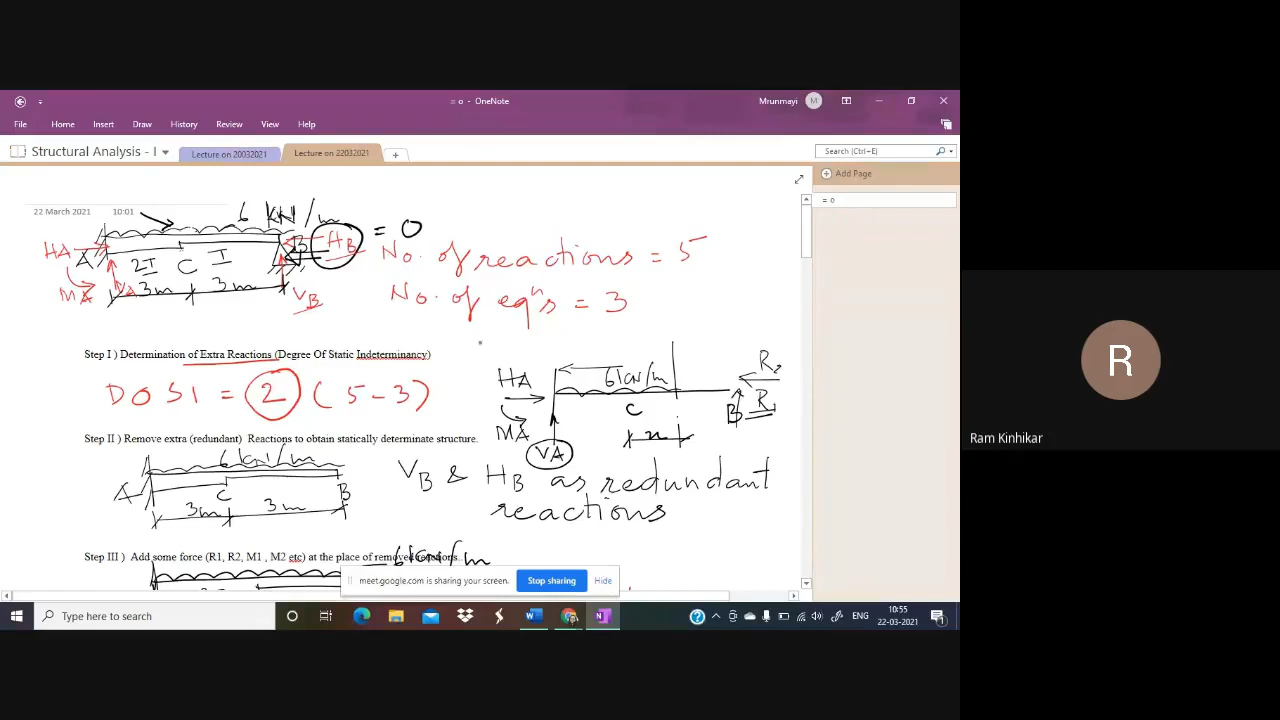 = o - OneNote
Mrunmayi
M
File Home Insert Draw History Review View Help
Structural Analysis - I
Lecture on 20032021
Lecture on 22032021
+
Search (Ctrl+E)
Add Page
= 0
22 March 2021 10:01
6 kN/m
HA
HB = 0
No. of reactions = 5
A 2I C I B
MA VA 3m 3m
VB
No. of eqns = 3
Step I ) Determination of Extra Reactions (Degree Of Static Indeterminancy)
DOSI = 2 (5-3)
HA 6kN/m R2
C B R1
MA VA x
Step II ) Remove extra (redundant) Reactions to obtain statically determinate structure.
6kN/m
A C B
3m 3m
VB & HB as redundant
reactions
Step III ) Add some force (R1, R2, M1 , M2 etc) at the place of removed reactions..
6kN/m
meet.google.com is sharing your screen.
Stop sharing
Hide
Type here to search
ENG
10:55
22-03-2021
1
R
Ram Kinhikar